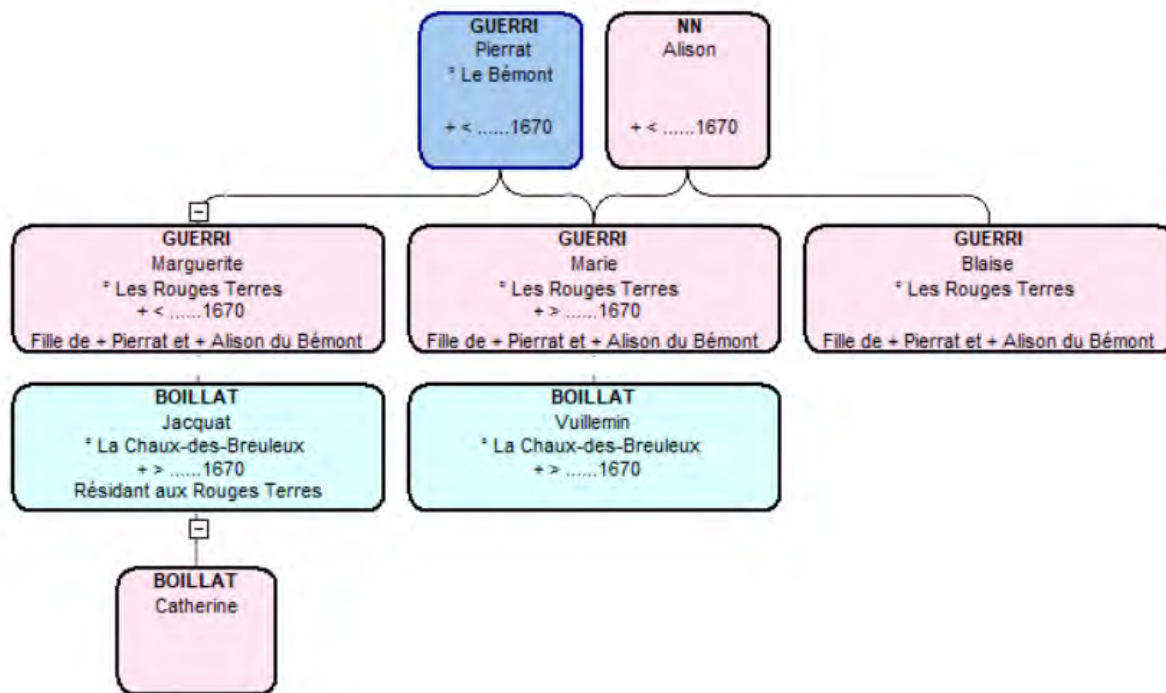 GUERRI
Pierrat
° Le Bémont
+ < ......1670
NN
Alison
+ < ......1670
GUERRI
Marguerite
° Les Rouges Terres
+ < ......1670
Fille de + Pierrat et + Alison du Bémont
GUERRI
Marie
° Les Rouges Terres
+ > ......1670
Fille de + Pierrat et + Alison du Bémont
GUERRI
Blaise
° Les Rouges Terres
Fille de + Pierrat et + Alison du Bémont
BOILLAT
Jacquat
° La Chaux-des-Breuleux
+ > ......1670
Résidant aux Rouges Terres
BOILLAT
Vuillemin
° La Chaux-des-Breuleux
+ > ......1670
BOILLAT
Catherine